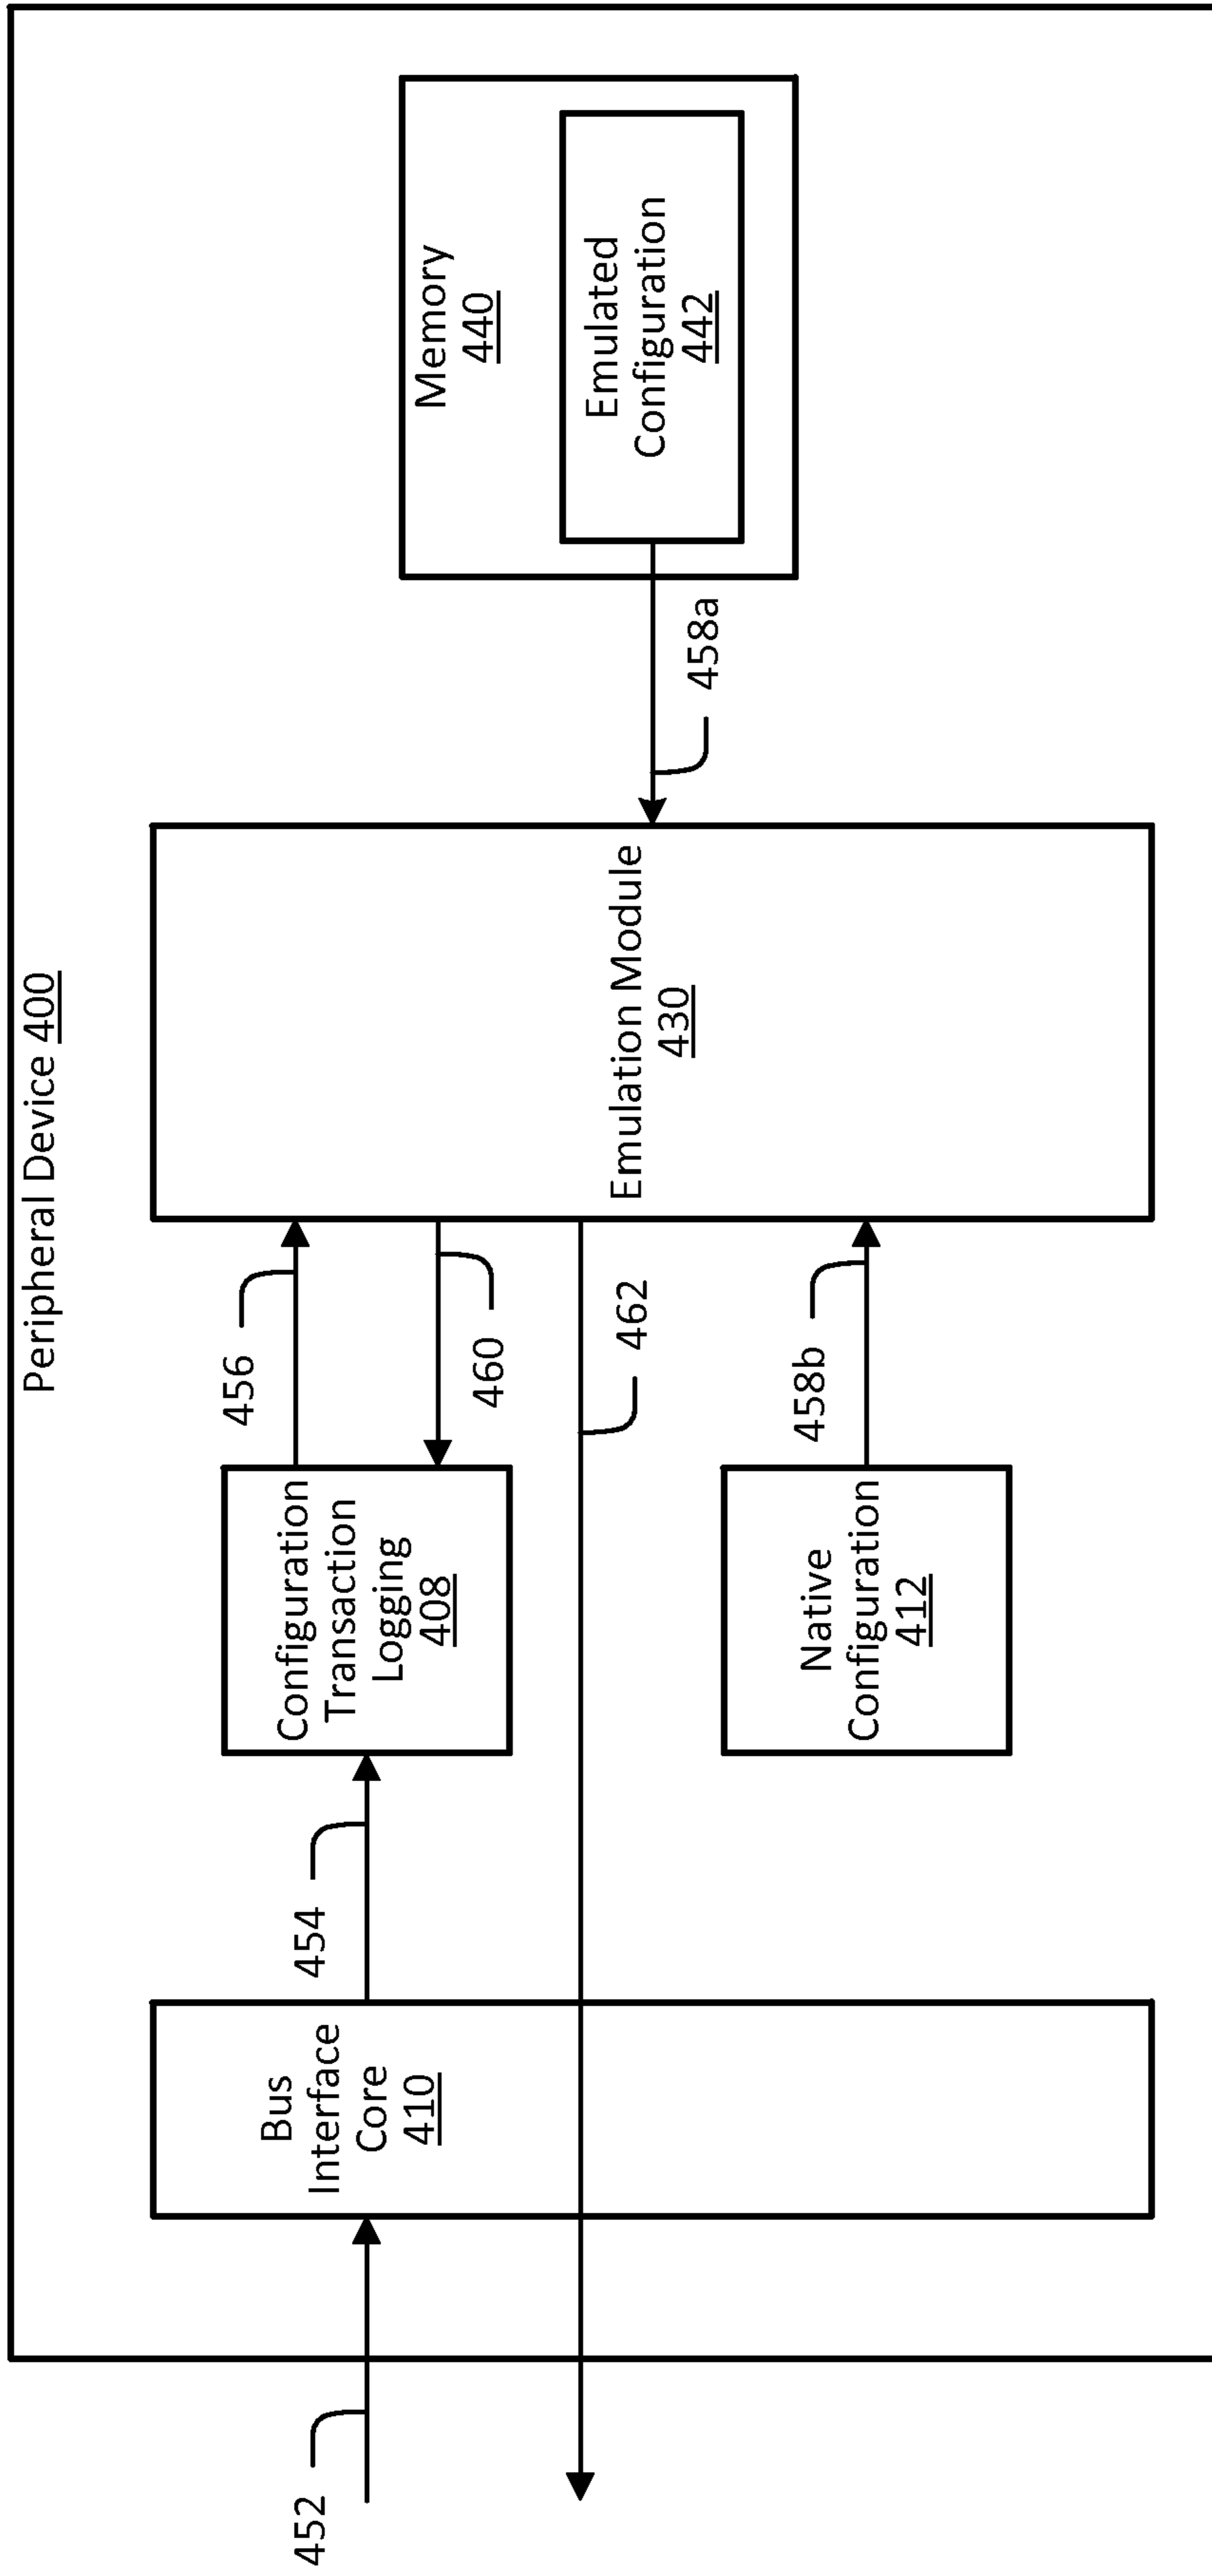 Peripheral Device 400
452
Bus
Interface
Core
410
454
Configuration
Transaction
Logging
408
456
460
462
Native
Configuration
412
458b
Emulation Module
430
458a
Memory
440
Emulated
Configuration
442